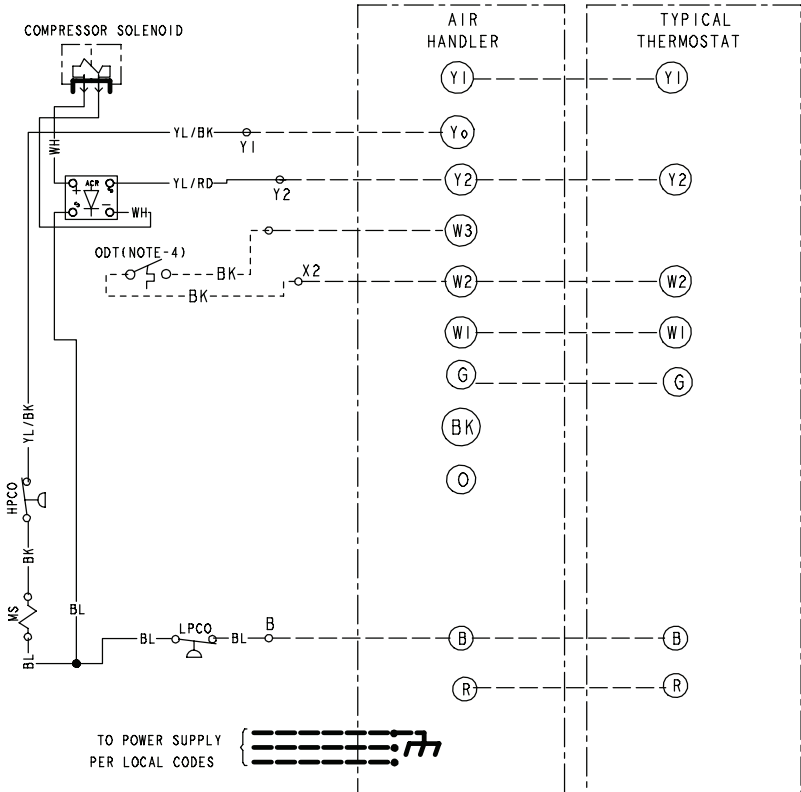 AIR
HANDLER
TYPICAL
THERMOSTAT
COMPRESSOR SOLENOID
Y1
Y1
YL/BK
Y1
Yo
WH
ACR
+
S
S
-
YL/RD
Y2
Y2
Y2
WH
W3
ODT(NOTE-4)
BK
X2
BK
W2
W2
W1
W1
G
G
YL/BK
BK
O
HPCO
BK
MS
BL
BL
BL
LPCO
BL
B
B
B
R
R
TO POWER SUPPLY
PER LOCAL CODES